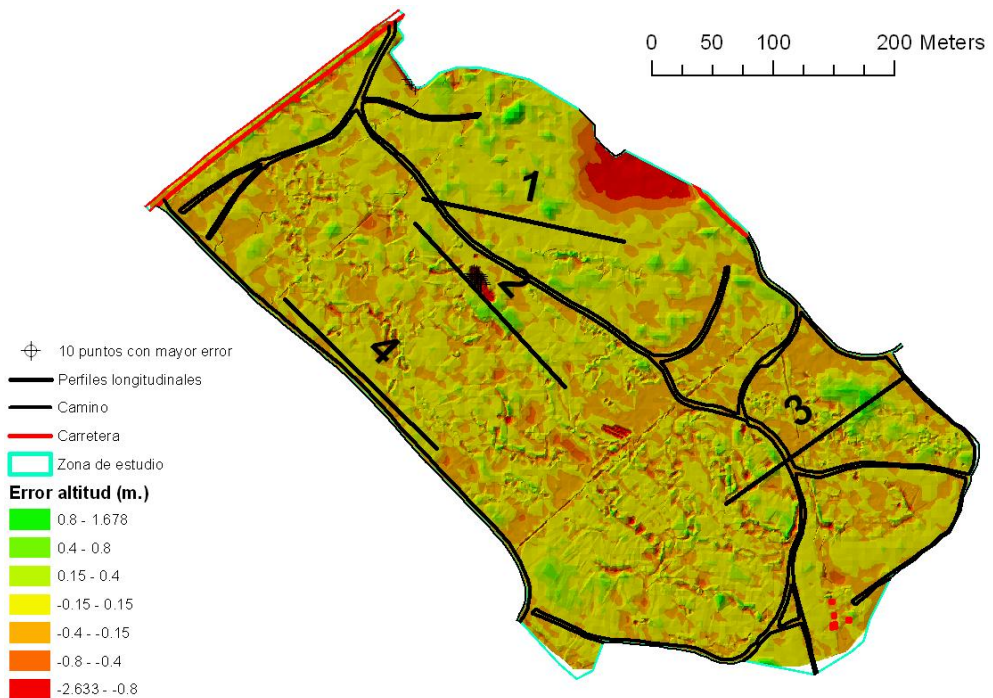 0 50 100 200 Meters
1
2
3
4
10 puntos con mayor error
Perfiles longitudinales
Camino
Carretera
Zona de estudio
Error altitud (m.)
0.8 - 1.678
0.4 - 0.8
0.15 - 0.4
-0.15 - 0.15
-0.4 - -0.15
-0.8 - -0.4
-2.633 - -0.8